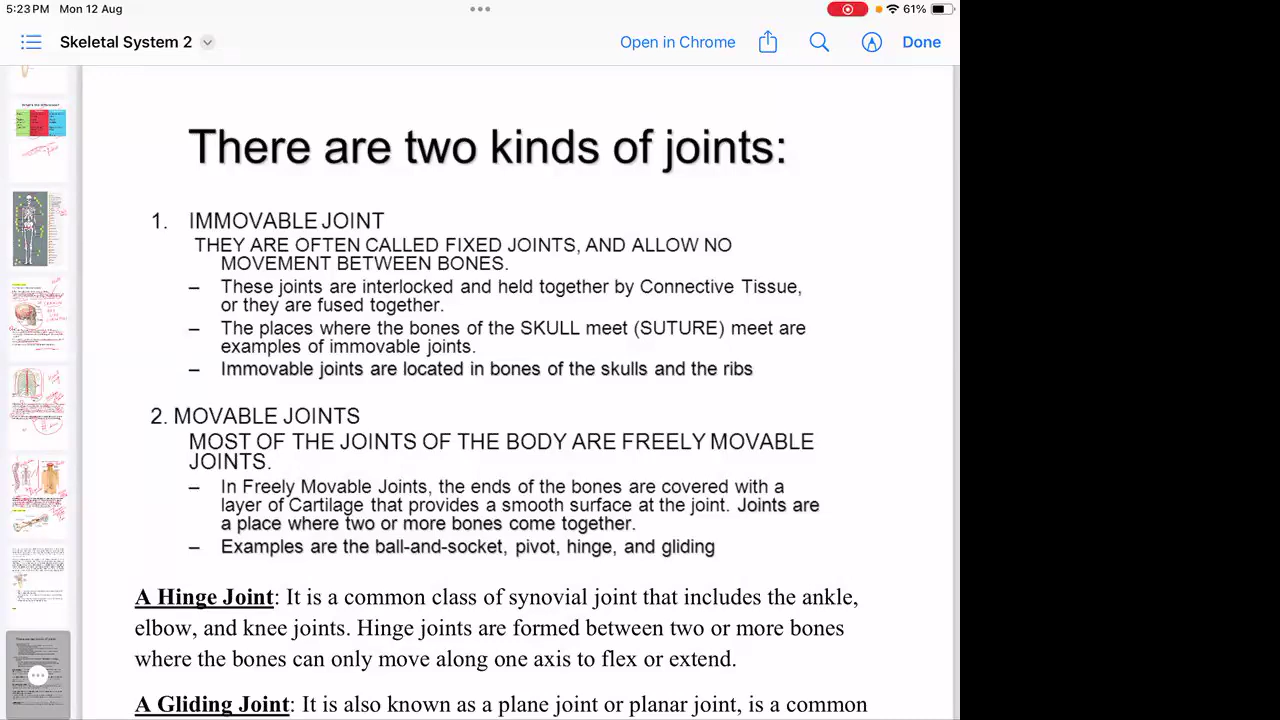 5:23 PM Mon 12 Aug
61%
Skeletal System 2
Open in Chrome
Done
There are two kinds of joints:
1. IMMOVABLE JOINT
THEY ARE OFTEN CALLED FIXED JOINTS, AND ALLOW NO
MOVEMENT BETWEEN BONES.
– These joints are interlocked and held together by Connective Tissue,
or they are fused together.
– The places where the bones of the SKULL meet (SUTURE) meet are
examples of immovable joints.
– Immovable joints are located in bones of the skulls and the ribs
2. MOVABLE JOINTS
MOST OF THE JOINTS OF THE BODY ARE FREELY MOVABLE
JOINTS.
– In Freely Movable Joints, the ends of the bones are covered with a
layer of Cartilage that provides a smooth surface at the joint. Joints are
a place where two or more bones come together.
– Examples are the ball-and-socket, pivot, hinge, and gliding
A Hinge Joint: It is a common class of synovial joint that includes the ankle,
elbow, and knee joints. Hinge joints are formed between two or more bones
where the bones can only move along one axis to flex or extend.
A Gliding Joint: It is also known as a plane joint or planar joint, is a common